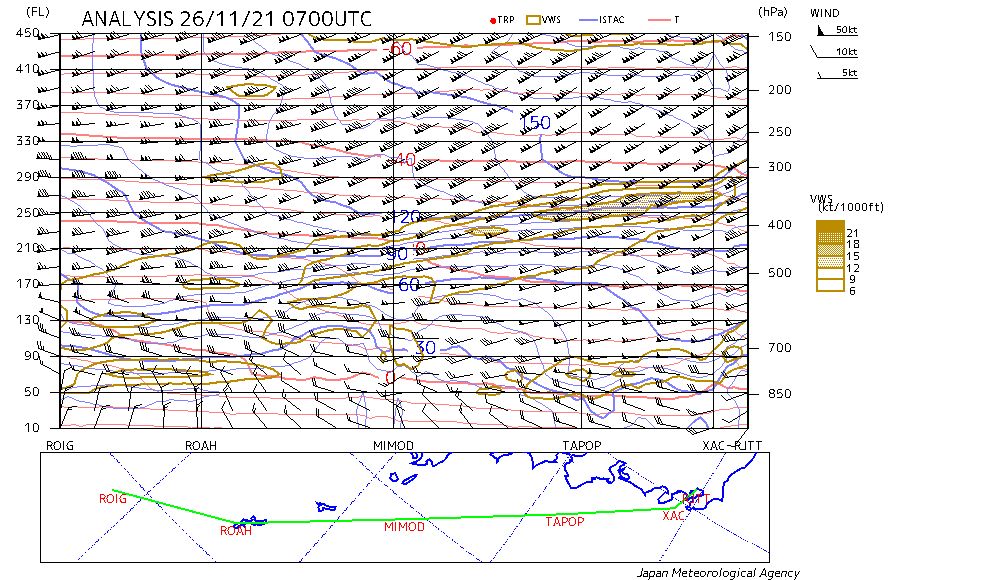 (FL)
ANALYSIS 26/11/21 0700UTC
TRP
VWS
ISTAC
T
(hPa)
WIND
50kt
10kt
5kt
450
410
370
330
290
250
210
170
130
90
50
10
150
200
250
300
400
500
700
850
-60
150
-40
120
90
60
30
0
VWS
(kt/1000ft)
21
18
15
12
9
6
ROIG
ROAH
MIMOD
TAPOP
XAC-RJTT
ROIG
ROAH
MIMOD
TAPOP
XAC
RJTT
Japan Meteorological Agency